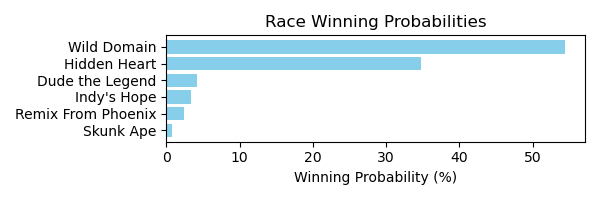 Race Winning Probabilities
Wild Domain
Hidden Heart
Dude the Legend
Indy's Hope
Remix From Phoenix
Skunk Ape
0 10 20 30 40 50
Winning Probability (%)